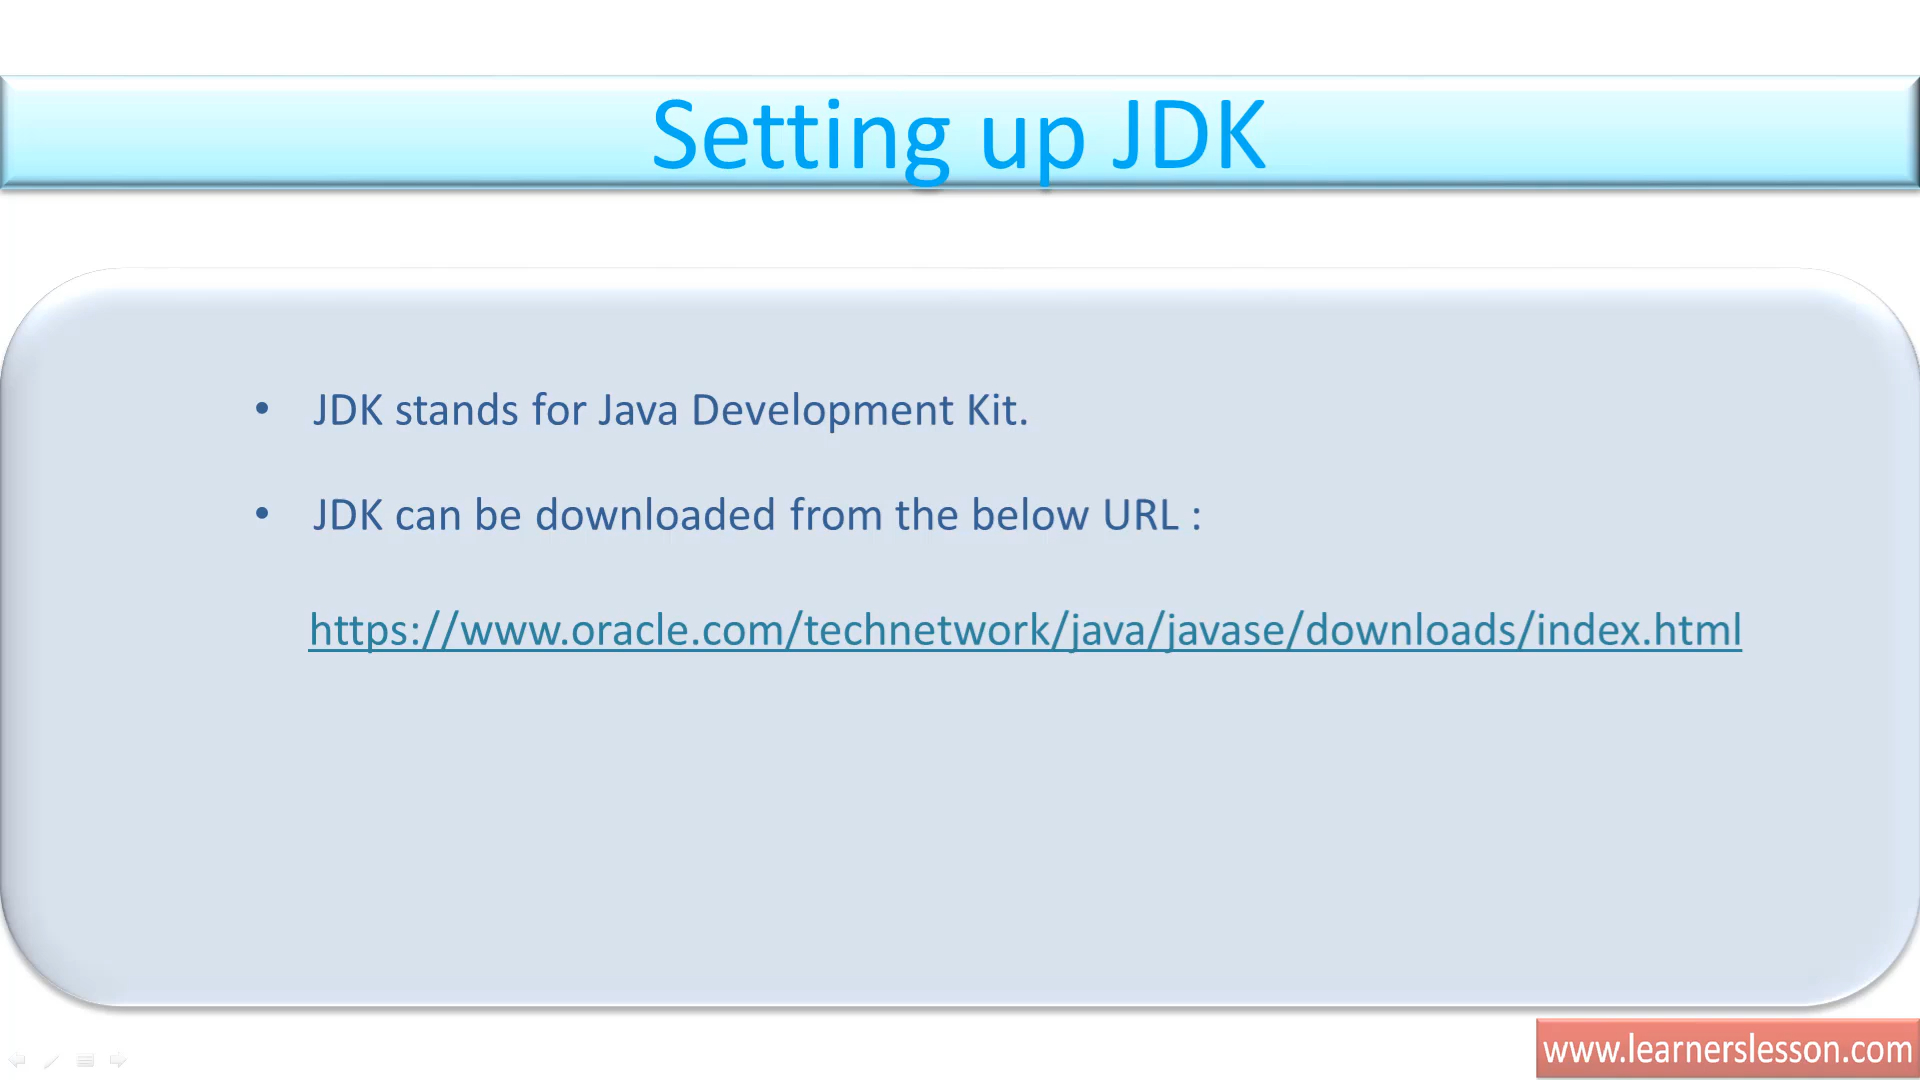 Setting up JDK
• JDK stands for Java Development Kit.
• JDK can be downloaded from the below URL :
https://www.oracle.com/technetwork/java/javase/downloads/index.html
www.learnerslesson.com